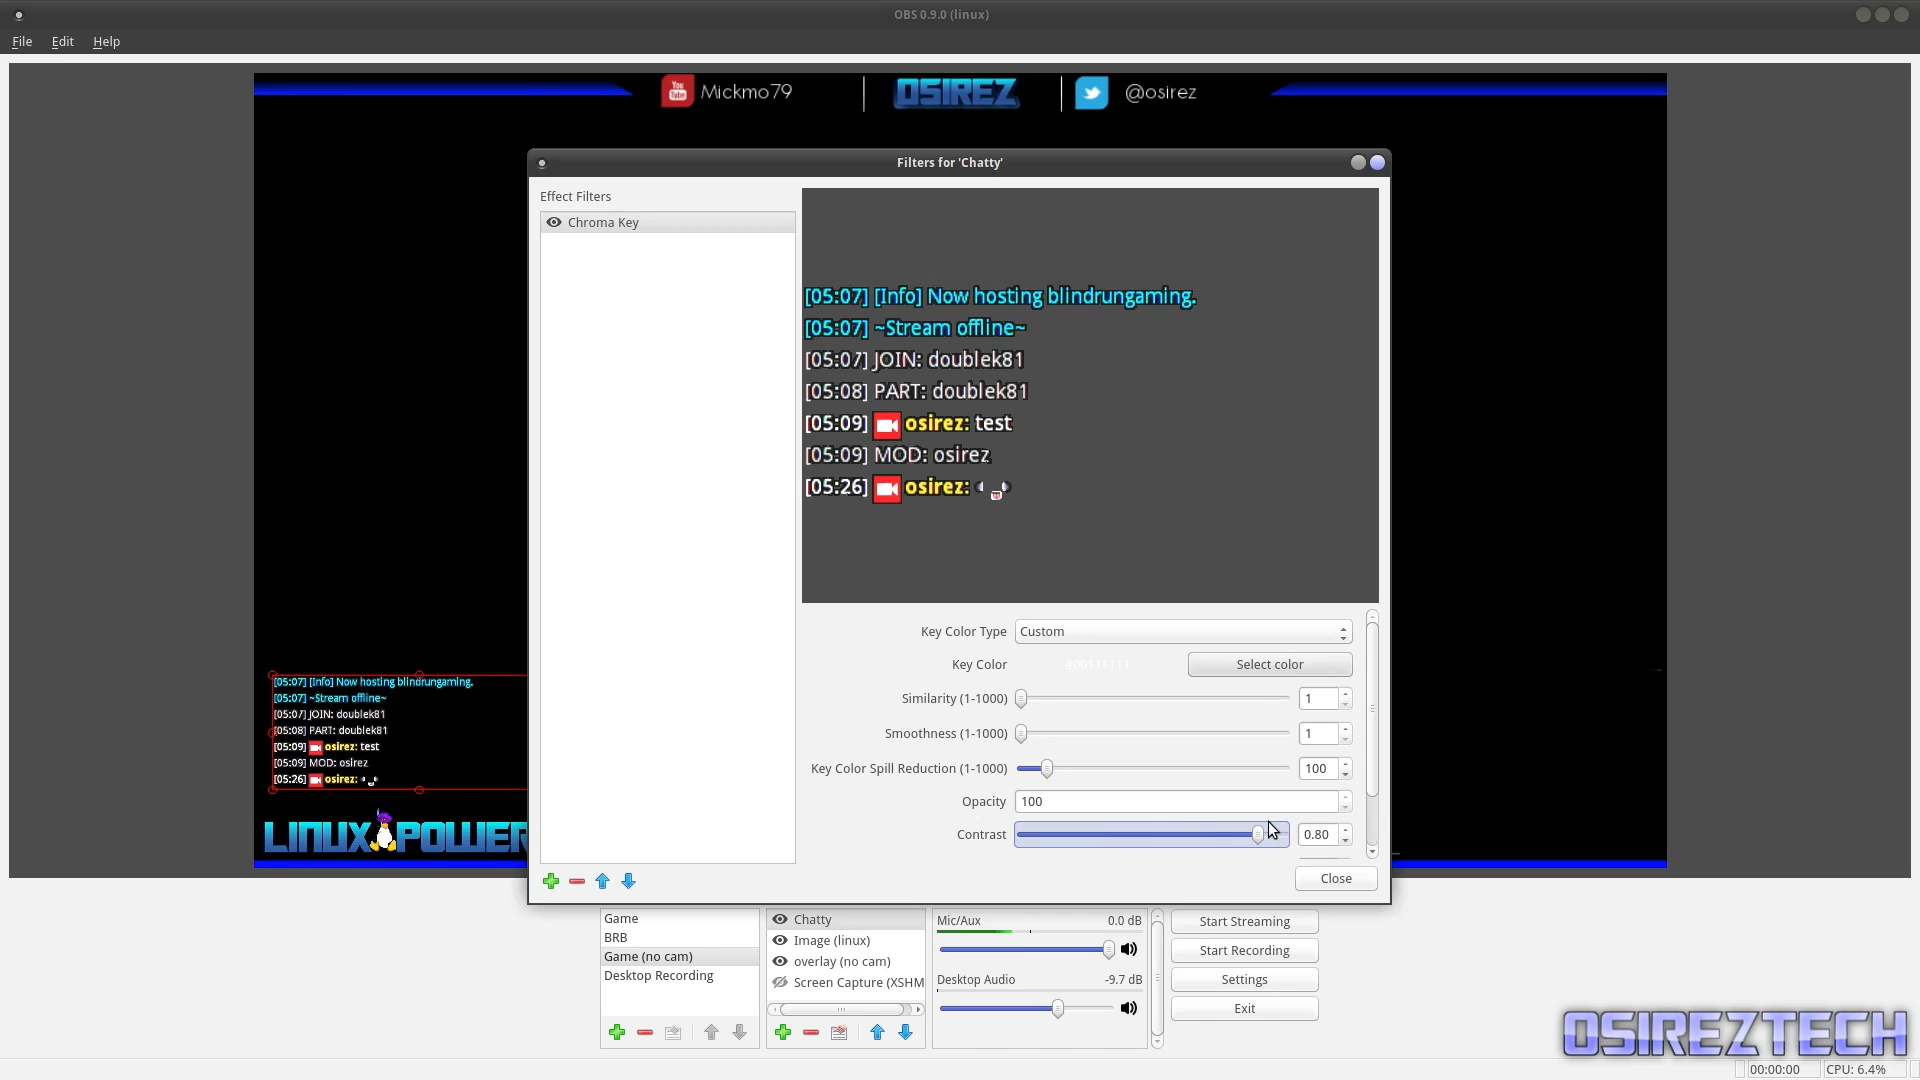 OBS 0.9.0 (linux)
File Edit Help
You Tube Mickmo79 OSIREZ @osirez
Filters for 'Chatty'
Effect Filters
Chroma Key
[05:07] [Info] Now hosting blindrungaming.
[05:07] ~Stream offline~
[05:07] JOIN: doublek81
[05:08] PART: doublek81
[05:09] osirez: test
[05:09] MOD: osirez
[05:26] osirez:
Key Color Type Custom
Key Color #00111111 Select color
Similarity (1-1000) 1
Smoothness (1-1000) 1
Key Color Spill Reduction (1-1000) 100
Opacity 100
Contrast 0.80
Close
[05:07] [Info] Now hosting blindrungaming.
[05:07] ~Stream offline~
[05:07] JOIN: doublek81
[05:08] PART: doublek81
[05:09] osirez: test
[05:09] MOD: osirez
[05:26] osirez:
LINUX POWER
Game
BRB
Game (no cam)
Desktop Recording
Chatty
Image (linux)
overlay (no cam)
Screen Capture (XSHM
Mic/Aux 0.0 dB
Desktop Audio -9.7 dB
Start Streaming
Start Recording
Settings
Exit
OSIREZTECH
00:00:00 CPU: 6.4%